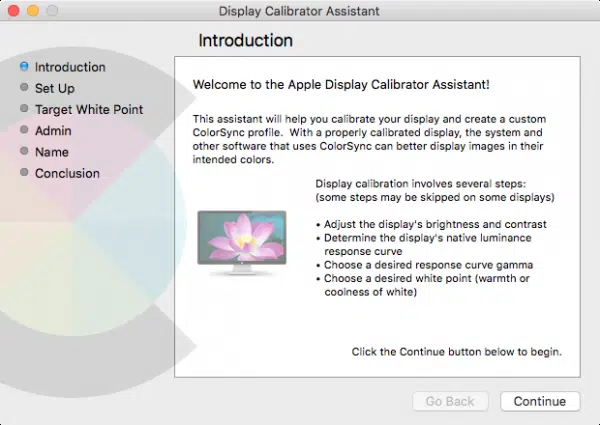 Display Calibrator Assistant
Introduction
Introduction
Set Up
Target White Point
Admin
Name
Conclusion
Welcome to the Apple Display Calibrator Assistant!
This assistant will help you calibrate your display and create a custom
ColorSync profile.  With a properly calibrated display, the system and
other software that uses ColorSync can better display images in their
intended colors.
Display calibration involves several steps:
(some steps may be skipped on some displays)
• Adjust the display's brightness and contrast
• Determine the display's native luminance
response curve
• Choose a desired response curve gamma
• Choose a desired white point (warmth or
coolness of white)
Click the Continue button below to begin.
Go Back
Continue